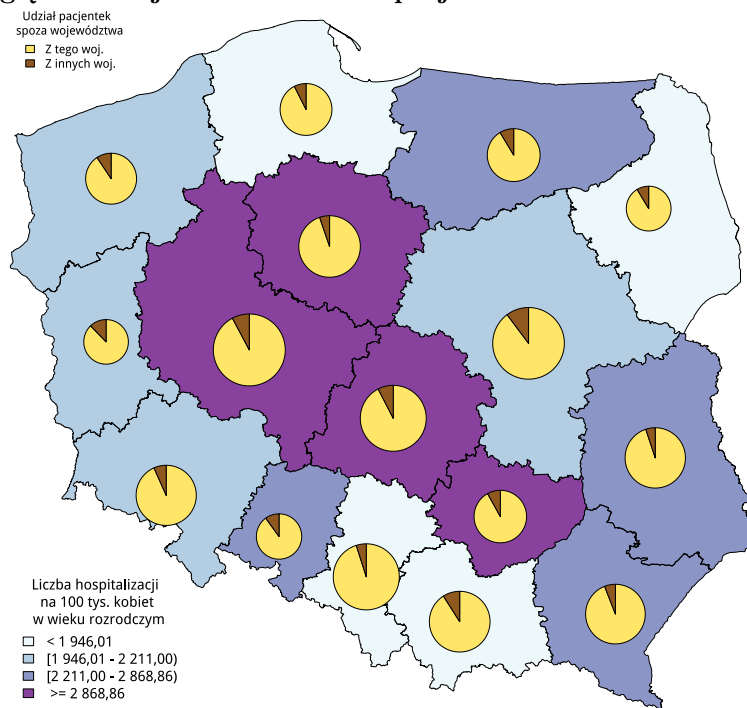 Udział pacjentek
spoza województwa
Z tego woj.
Z innych woj.
Liczba hospitalizacji
na 100 tys. kobiet
w wieku rozrodczym
< 1 946,01
[1 946,01 - 2 211,00)
[2 211,00 - 2 868,86)
>= 2 868,86